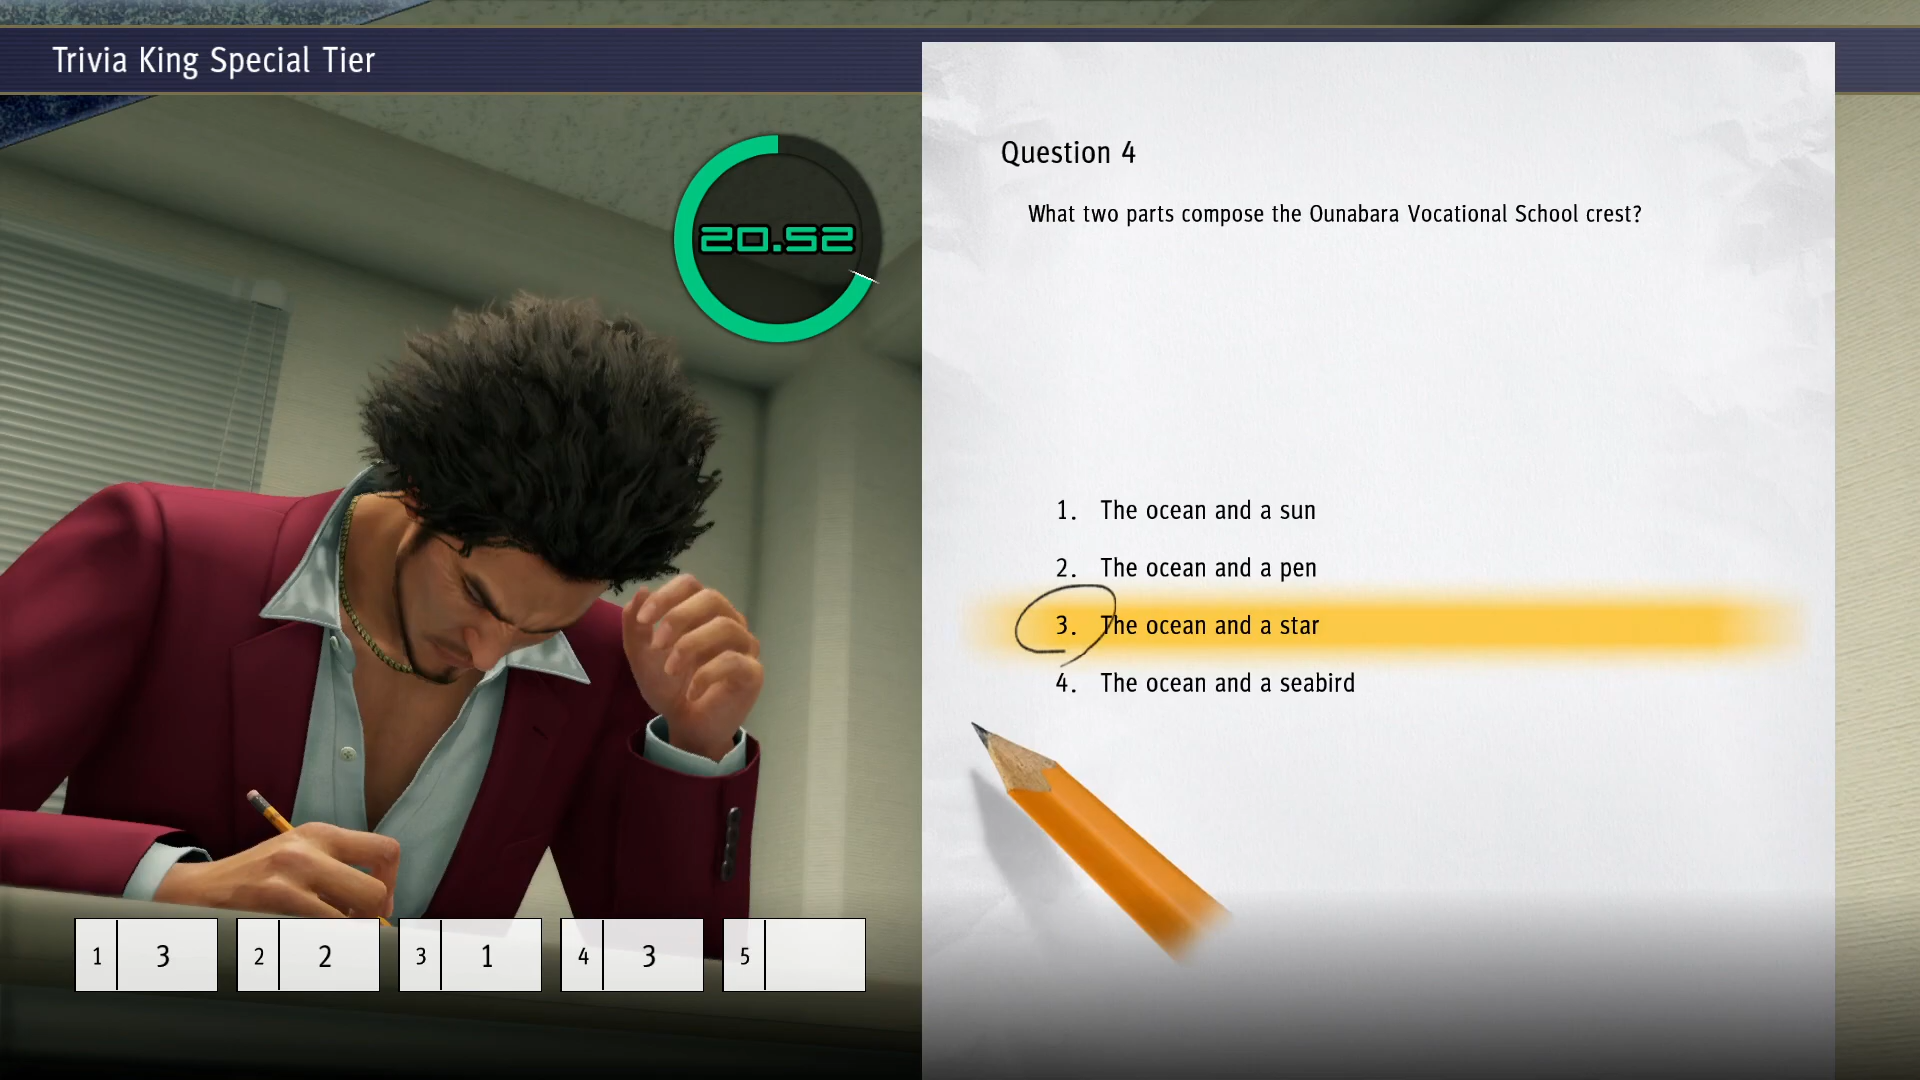 Trivia King Special Tier
20.52
Question 4
What two parts compose the Ounabara Vocational School crest?
1. The ocean and a sun
2. The ocean and a pen
3. The ocean and a star
4. The ocean and a seabird
1 3 2 2 3 1 4 3 5